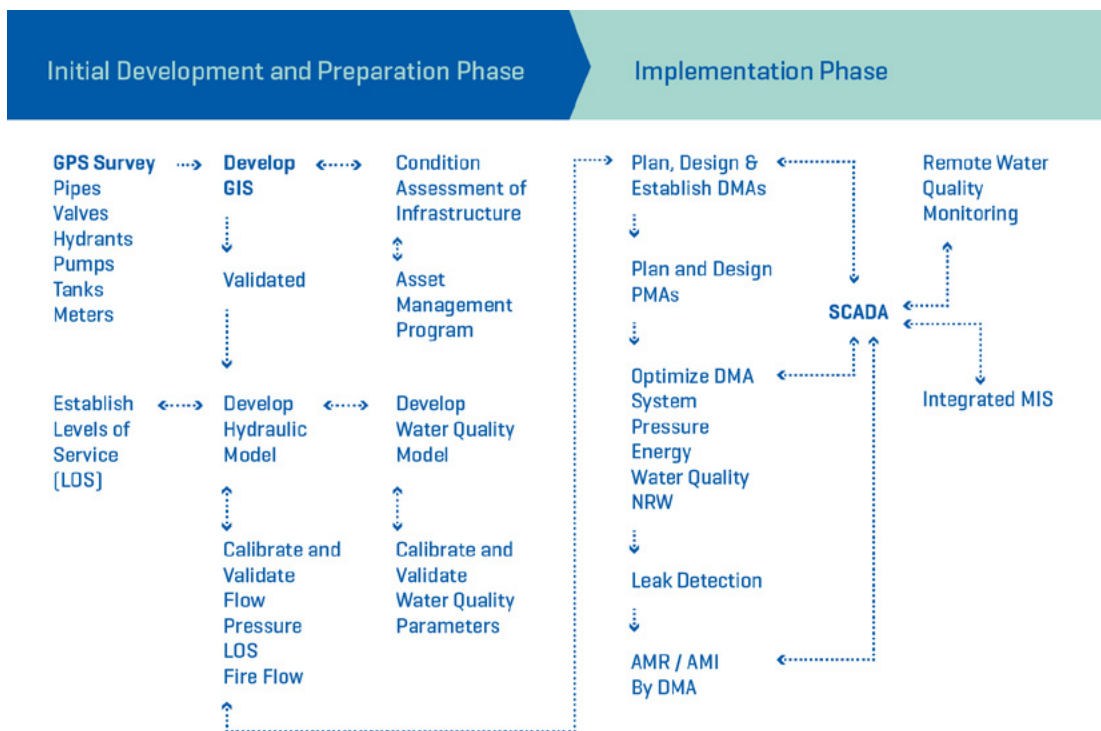 Initial Development and Preparation Phase
Implementation Phase
GPS Survey
Pipes
Valves
Hydrants
Pumps
Tanks
Meters
Develop
GIS
Condition
Assessment of
Infrastructure
Validated
Asset
Management
Program
Establish
Levels of
Service
(LOS)
Develop
Hydraulic
Model
Develop
Water Quality
Model
Calibrate and
Validate
Flow
Pressure
LOS
Fire Flow
Calibrate and
Validate
Water Quality
Parameters
Plan, Design &
Establish DMAs
Plan and Design
PMAs
Optimize DMA
System
Pressure
Energy
Water Quality
NRW
Leak Detection
AMR / AMI
By DMA
SCADA
Remote Water
Quality
Monitoring
Integrated MIS